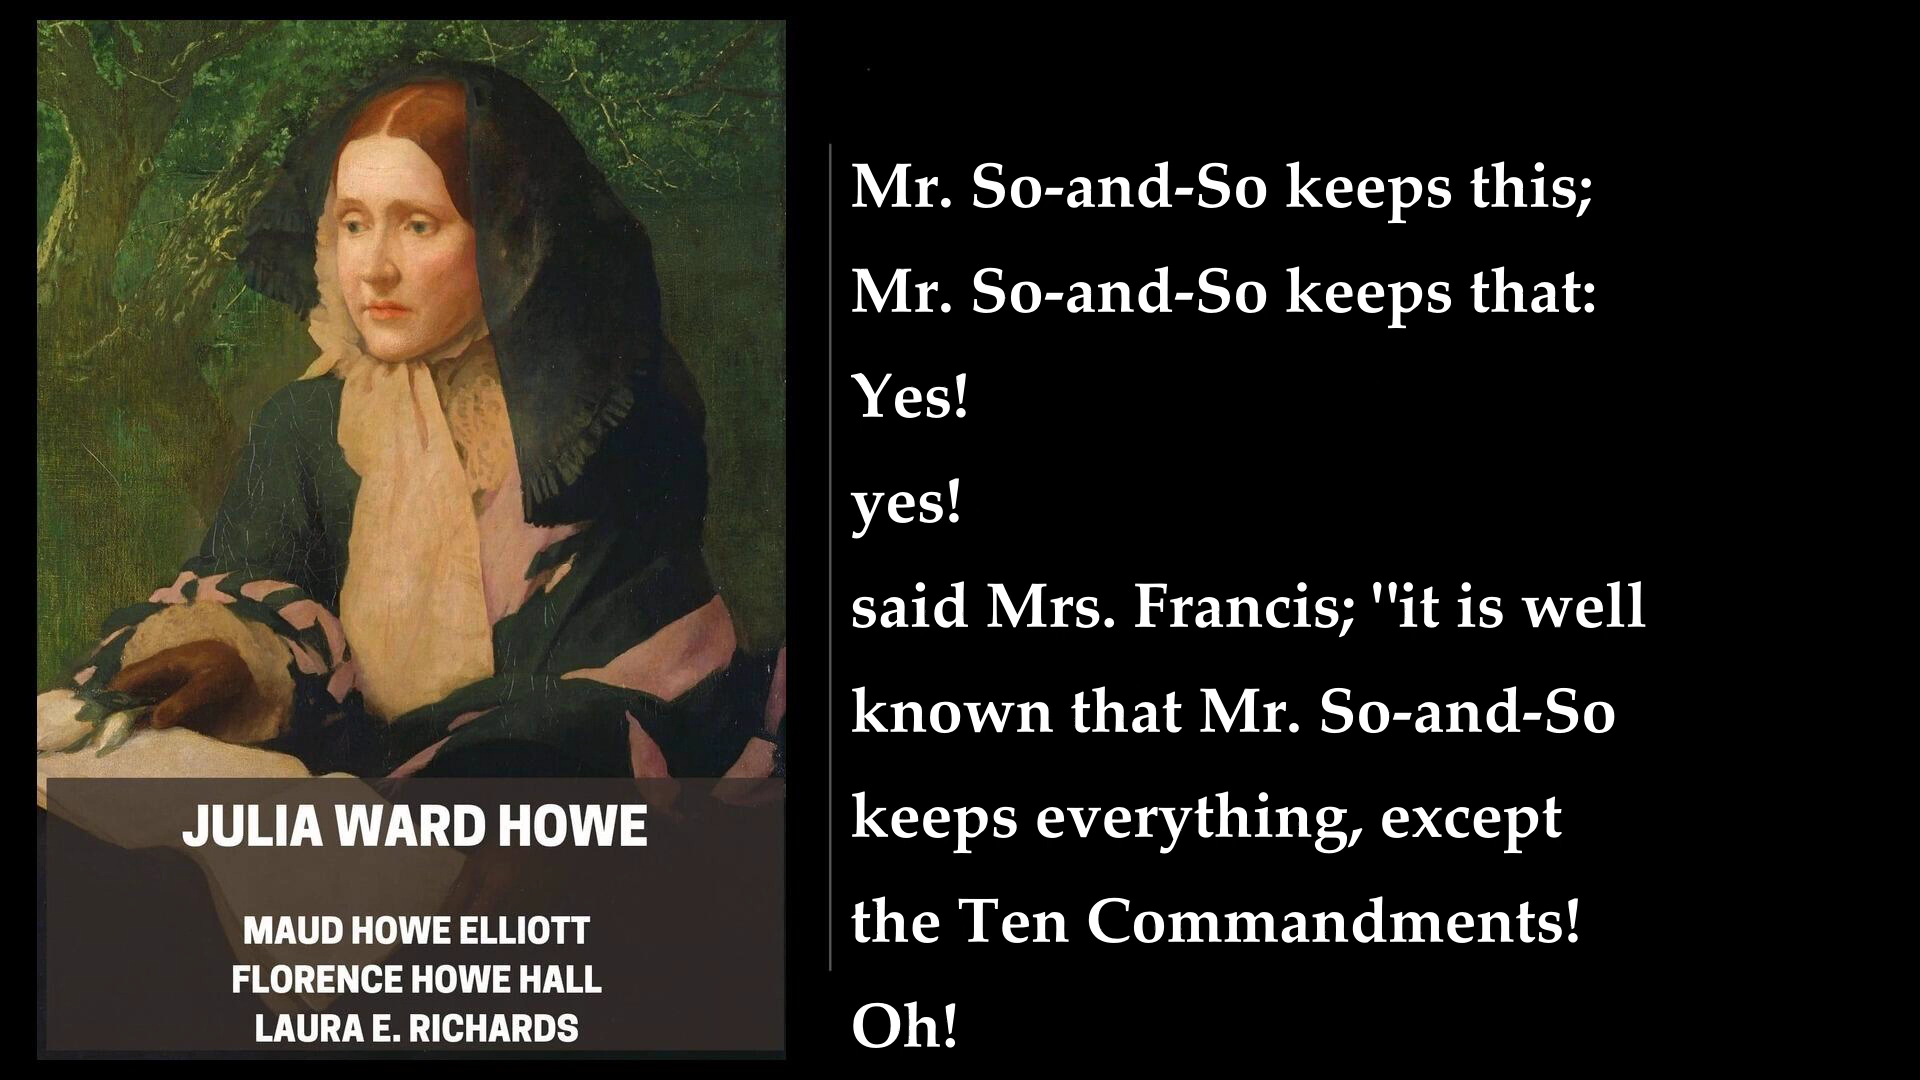 JULIA WARD HOWE
MAUD HOWE ELLIOTT
FLORENCE HOWE HALL
LAURA E. RICHARDS
Mr. So-and-So keeps this;
Mr. So-and-So keeps that:
Yes!
yes!
said Mrs. Francis; "it is well
known that Mr. So-and-So
keeps everything, except
the Ten Commandments!
Oh!